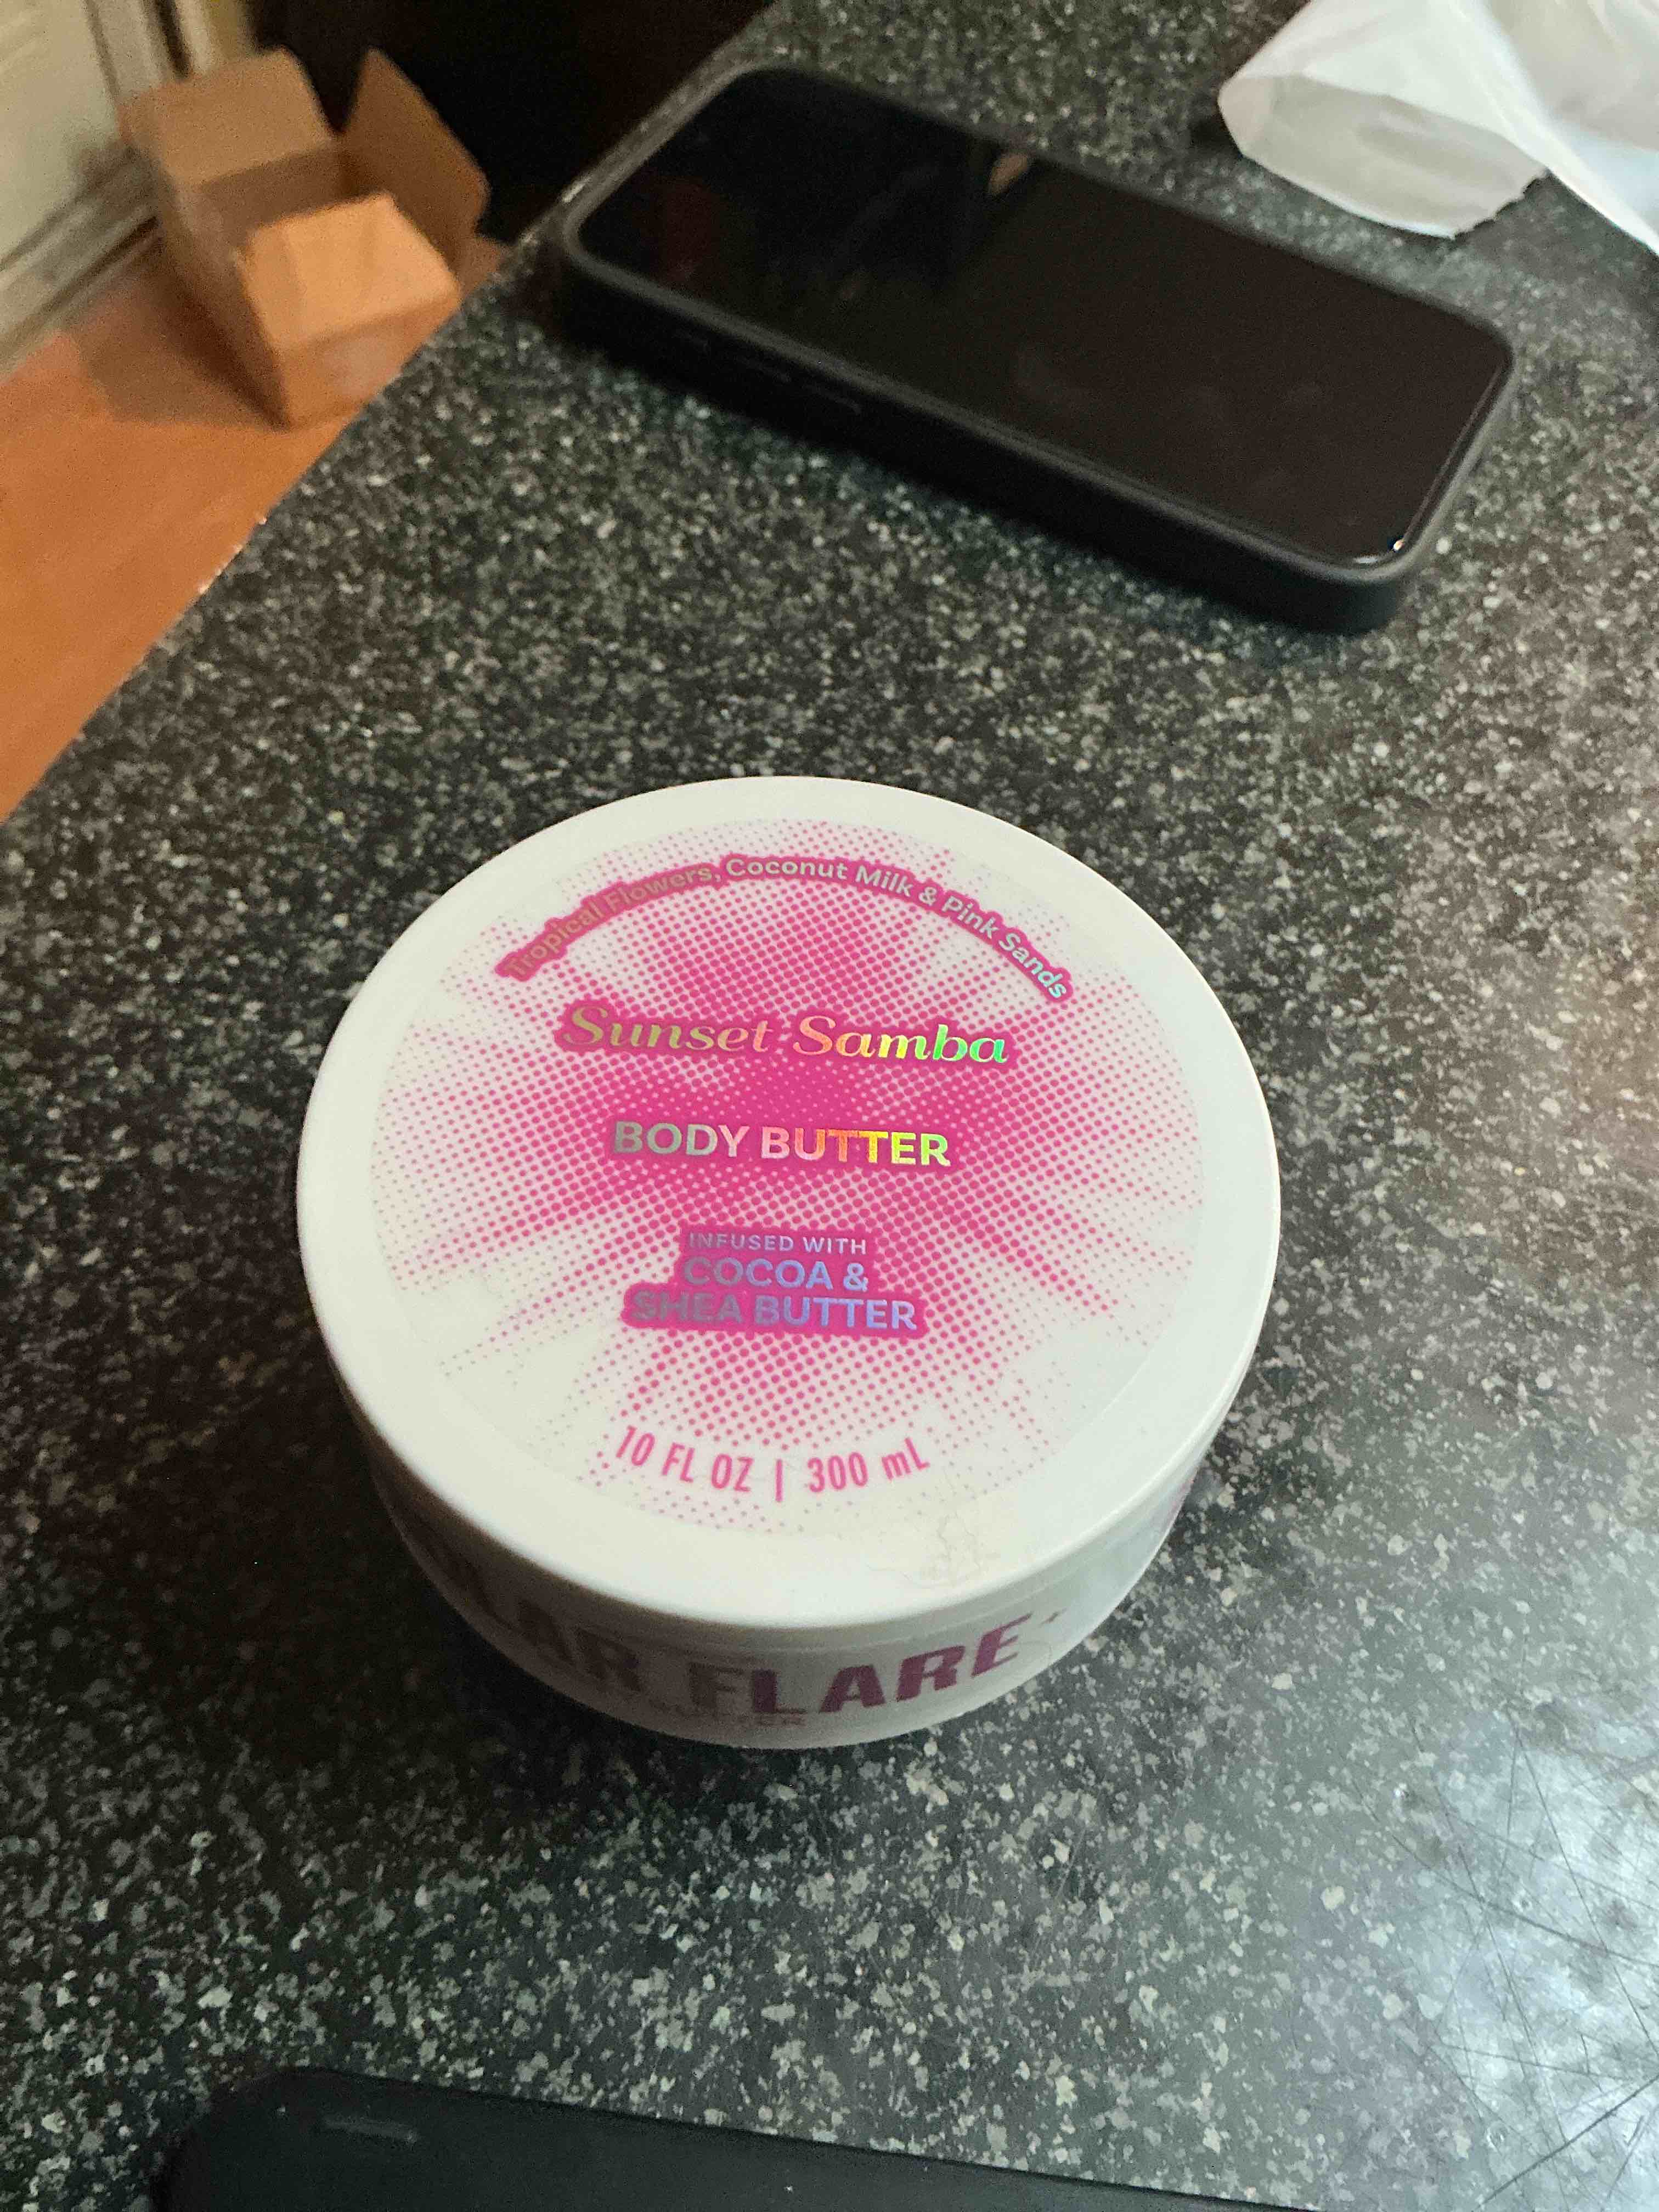 Tropical Flowers, Coconut Milk & Pink Sands
Sunset Samba
BODY BUTTER
INFUSED WITH
COCOA &
SHEA BUTTER
10 FL OZ | 300 mL
FLARE